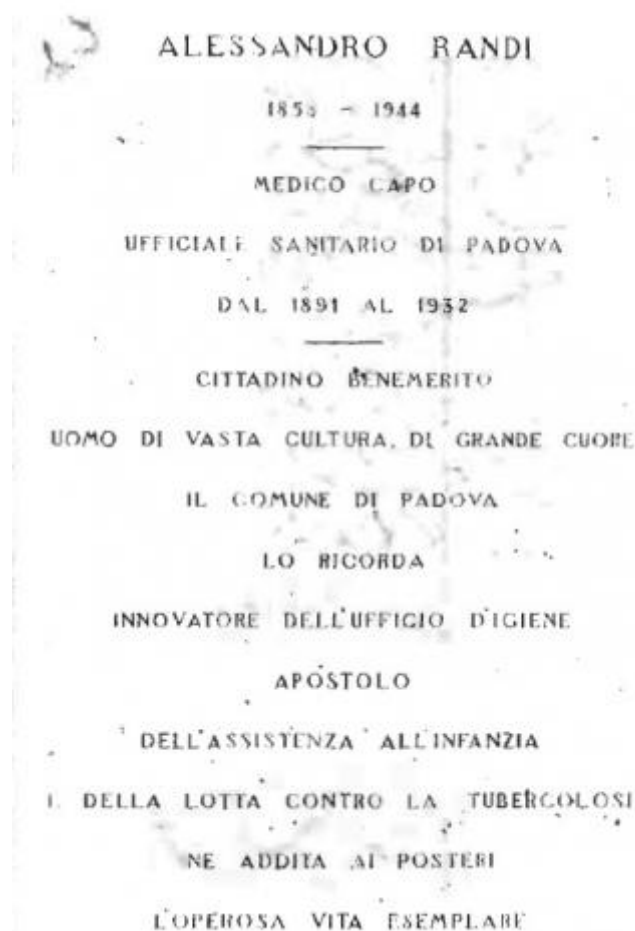 ALESSANDRO RANDI
– 1944
MEDICO CAPO
UFFICIALE SANITARIO DI PADOVA
DAL 1891 AL 1932
CITTADINO BENEMERITO
UOMO DI VASTA CULTURA, DI GRANDE CUORE
IL COMUNE DI PADOVA
LO RICORDA
INNOVATORE DELL'UFFICIO D'IGIENE
APOSTOLO
DELL'ASSISTENZA ALL'INFANZIA
E DELLA LOTTA CONTRO LA TUBERCOLOSI
NE ADDITA AI POSTERI
L'OPEROSA VITA ESEMPLARE